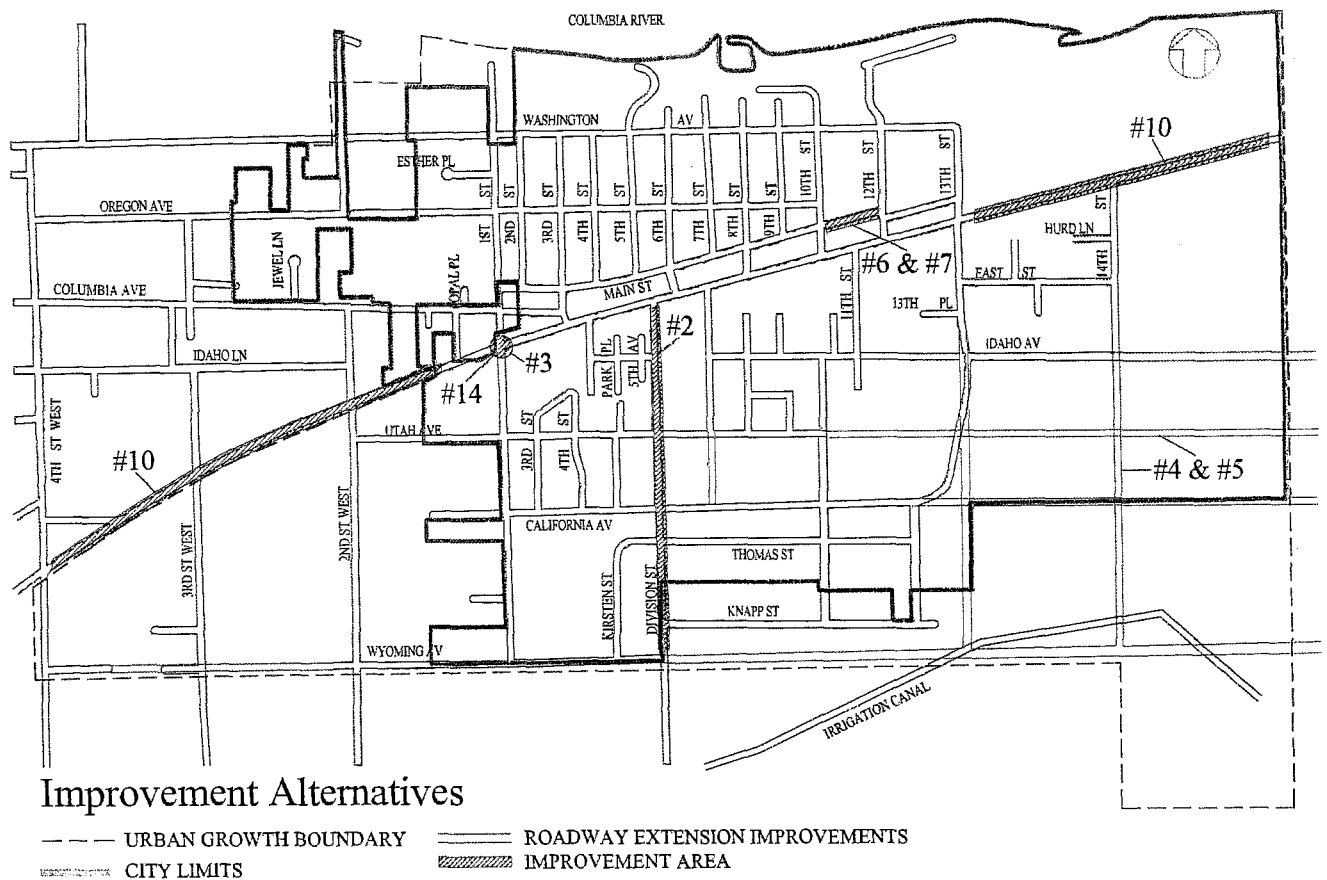 COLUMBIA RIVER
#10
WASHINGTON AV
ESTHER PL
10TH ST
12TH ST
13TH ST
OREGON AVE
1ST ST
2ND ST
3RD ST
4TH ST
5TH ST
6TH ST
7TH ST
8TH ST
9TH ST
HURD LN
14TH ST
JEWEL LN
OPAL PL
#6 & #7
EAST ST
COLUMBIA AVE
MAIN ST
11TH ST
13TH PL
#2
IDAHO LN
#3
#14
PARK PL
5TH AV
IDAHO AV
4TH ST WEST
UTAH AVE
3RD ST
4TH ST
#10
#4 & #5
2ND ST WEST
CALIFORNIA AV
3RD ST WEST
THOMAS ST
KIRSTEN ST
DIVISION ST
KNAPP ST
WYOMING AV
IRRIGATION CANAL
Improvement Alternatives
URBAN GROWTH BOUNDARY
ROADWAY EXTENSION IMPROVEMENTS
CITY LIMITS
IMPROVEMENT AREA